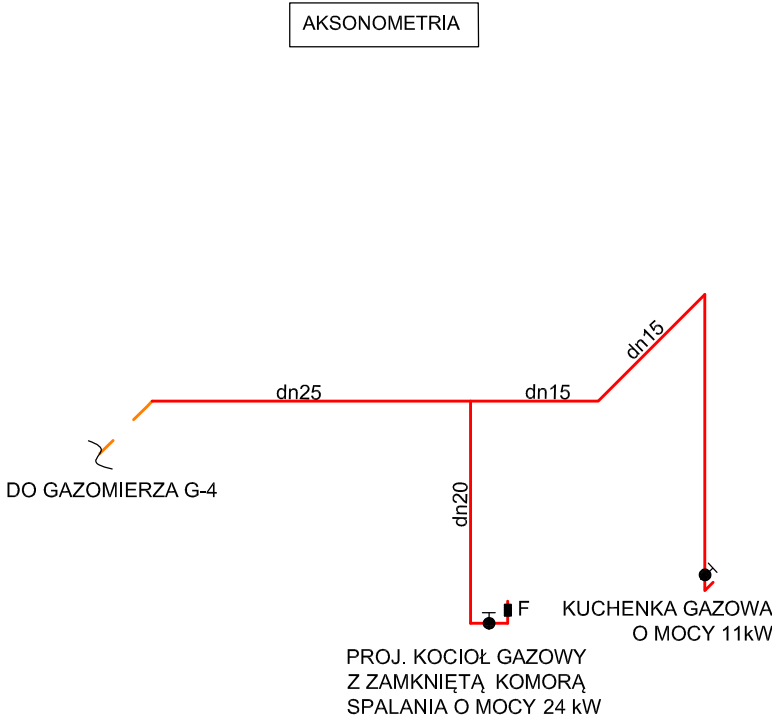 AKSONOMETRIA
dn15
dn25
dn15
DO GAZOMIERZA G-4
dn20
F
KUCHENKA GAZOWA
O MOCY 11kW
PROJ. KOCIOŁ GAZOWY
Z ZAMKNIĘTĄ KOMORĄ
SPALANIA O MOCY 24 kW